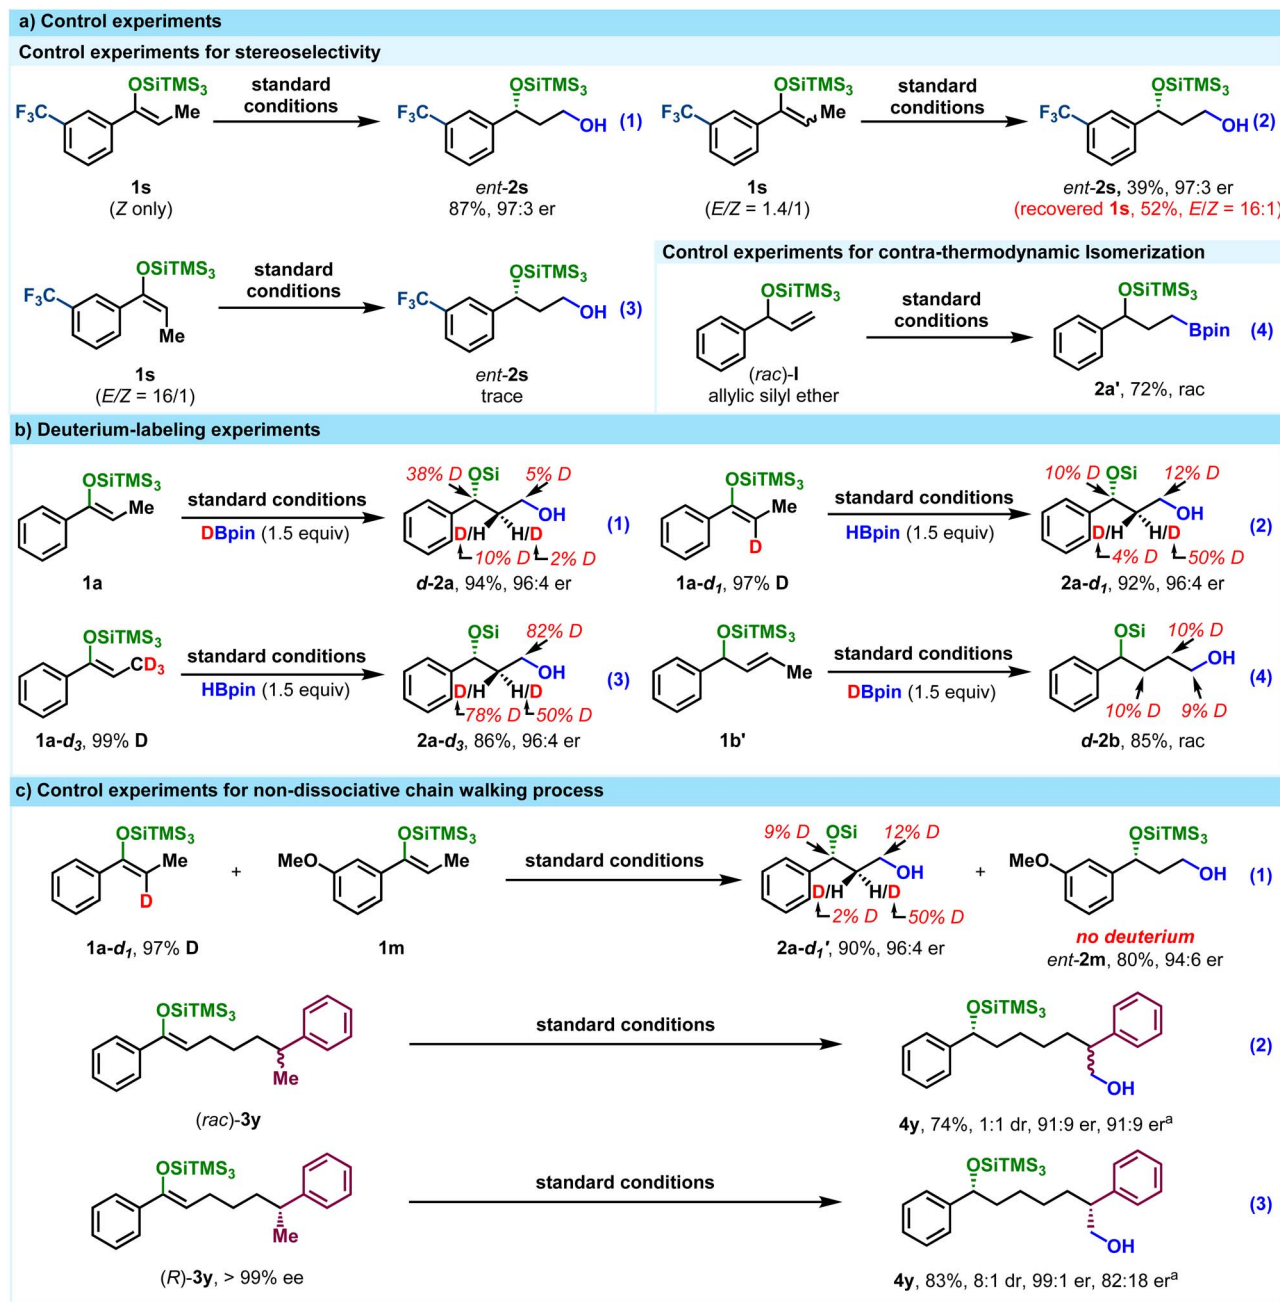 a) Control experiments
Control experiments for stereoselectivity
OSiTMS3
F3C
Me
1s
(Z only)
standard
conditions
OSiTMS3
F3C
OH
(1)
ent-2s
87%, 97:3 er
OSiTMS3
F3C
Me
1s
(E/Z = 1.4/1)
standard
conditions
OSiTMS3
F3C
OH
(2)
ent-2s, 39%, 97:3 er
(recovered 1s, 52%, E/Z = 16:1)
OSiTMS3
F3C
Me
1s
(E/Z = 16/1)
standard
conditions
OSiTMS3
F3C
OH
(3)
ent-2s
trace
Control experiments for contra-thermodynamic Isomerization
OSiTMS3
(rac)-I
allylic silyl ether
standard
conditions
OSiTMS3
Bpin
(4)
2a', 72%, rac
b) Deuterium-labeling experiments
OSiTMS3
Me
1a
standard conditions
DBpin (1.5 equiv)
38% D
OSi
5% D
OH
D/H
H/D
10% D
2% D
(1)
d-2a, 94%, 96:4 er
OSiTMS3
Me
D
1a-d1, 97% D
standard conditions
HBpin (1.5 equiv)
10% D
OSi
12% D
OH
D/H
H/D
4% D
50% D
(2)
2a-d1, 92%, 96:4 er
OSiTMS3
CD3
1a-d3, 99% D
standard conditions
HBpin (1.5 equiv)
OSi
82% D
OH
D/H
H/D
78% D
50% D
(3)
2a-d3, 86%, 96:4 er
OSiTMS3
Me
1b'
standard conditions
DBpin (1.5 equiv)
OSi
10% D
OH
10% D
9% D
(4)
d-2b, 85%, rac
c) Control experiments for non-dissociative chain walking process
OSiTMS3
Me
D
1a-d1, 97% D
+
OSiTMS3
MeO
Me
1m
standard conditions
9% D
OSi
12% D
OH
D/H
H/D
2% D
50% D
2a-d1', 90%, 96:4 er
+
OSiTMS3
MeO
OH
(1)
no deuterium
ent-2m, 80%, 94:6 er
OSiTMS3
Me
(rac)-3y
standard conditions
OSiTMS3
OH
(2)
4y, 74%, 1:1 dr, 91:9 er, 91:9 era
OSiTMS3
Me
(R)-3y, > 99% ee
standard conditions
OSiTMS3
OH
(3)
4y, 83%, 8:1 dr, 99:1 er, 82:18 era